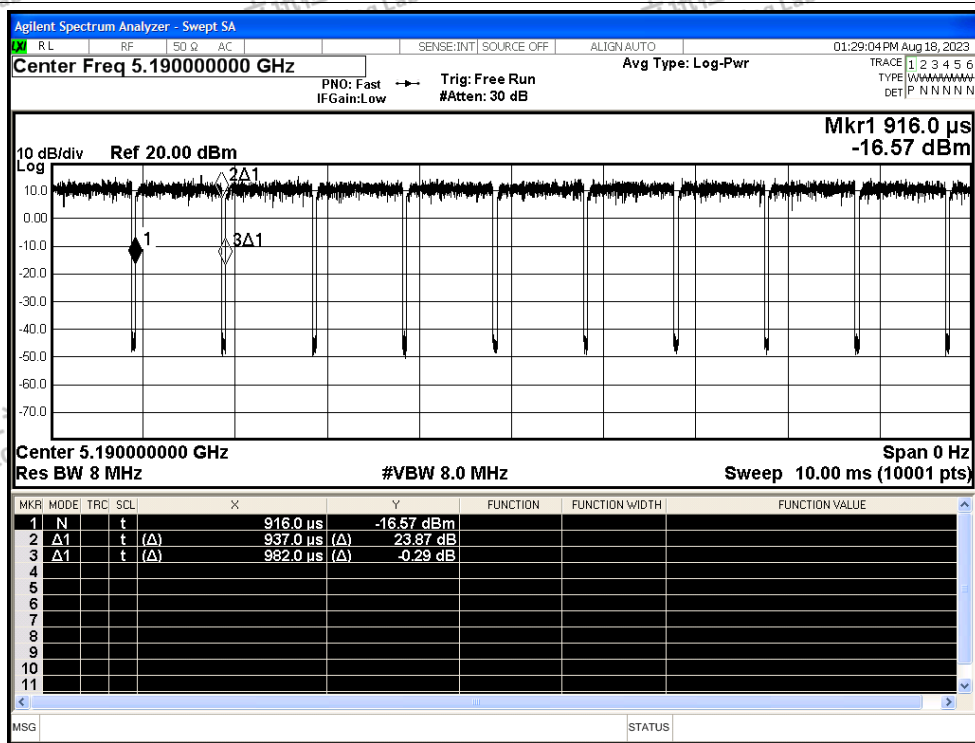 Agilent Spectrum Analyzer - Swept SA
LXI RL RF 50 Ω AC SENSE:INT SOURCE OFF ALIGN AUTO 01:29:04 PM Aug 18, 2023
Center Freq 5.190000000 GHz
PNO: Fast
IFGain:Low
Trig: Free Run
#Atten: 30 dB
Avg Type: Log-Pwr
TRACE 1 2 3 4 5 6
TYPE W
DET P N N N N N
Mkr1 916.0 µs
-16.57 dBm
10 dB/div Ref 20.00 dBm
Log
10.0
0.00
-10.0
-20.0
-30.0
-40.0
-50.0
-60.0
-70.0
2Δ1
1
3Δ1
Center 5.190000000 GHz Span 0 Hz
Res BW 8 MHz #VBW 8.0 MHz Sweep 10.00 ms (10001 pts)
MKR MODE TRC SCL X Y FUNCTION FUNCTION WIDTH FUNCTION VALUE
1 N t 916.0 µs -16.57 dBm
2 Δ1 t (Δ) 937.0 µs (Δ) 23.87 dB
3 Δ1 t (Δ) 982.0 µs (Δ) -0.29 dB
4
5
6
7
8
9
10
11
MSG STATUS